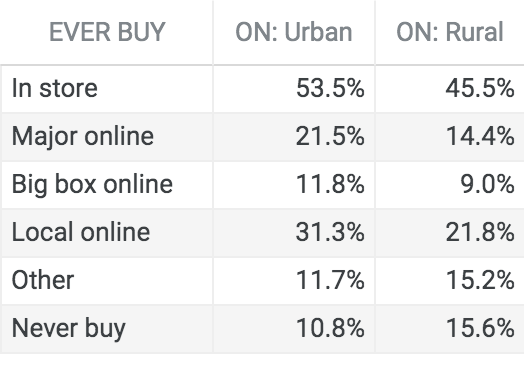 EVER BUY ON: Urban ON: Rural
In store 53.5% 45.5%
Major online 21.5% 14.4%
Big box online 11.8% 9.0%
Local online 31.3% 21.8%
Other 11.7% 15.2%
Never buy 10.8% 15.6%